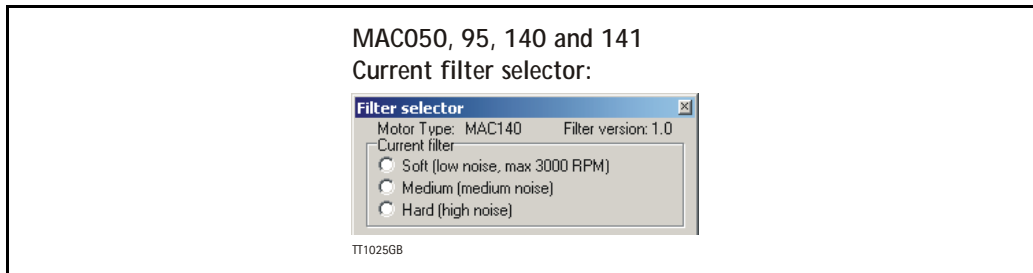 MAC050, 95, 140 and 141
Current filter selector:
Filter selector
Motor Type: MAC140 Filter version: 1.0
Current filter
Soft (low noise, max 3000 RPM)
Medium (medium noise)
Hard (high noise)
TT1025GB